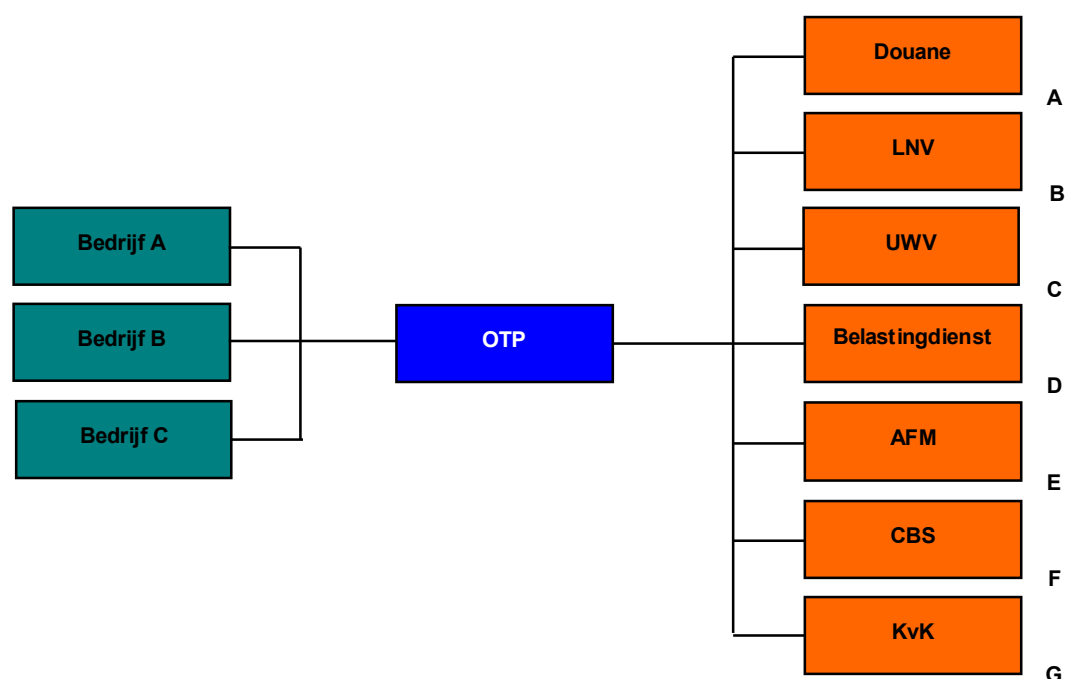 Douane
A
LNV
B
Bedrijf A
UWV
C
Bedrijf B
OTP
Belastingdienst
D
Bedrijf C
AFM
E
CBS
F
KvK
G